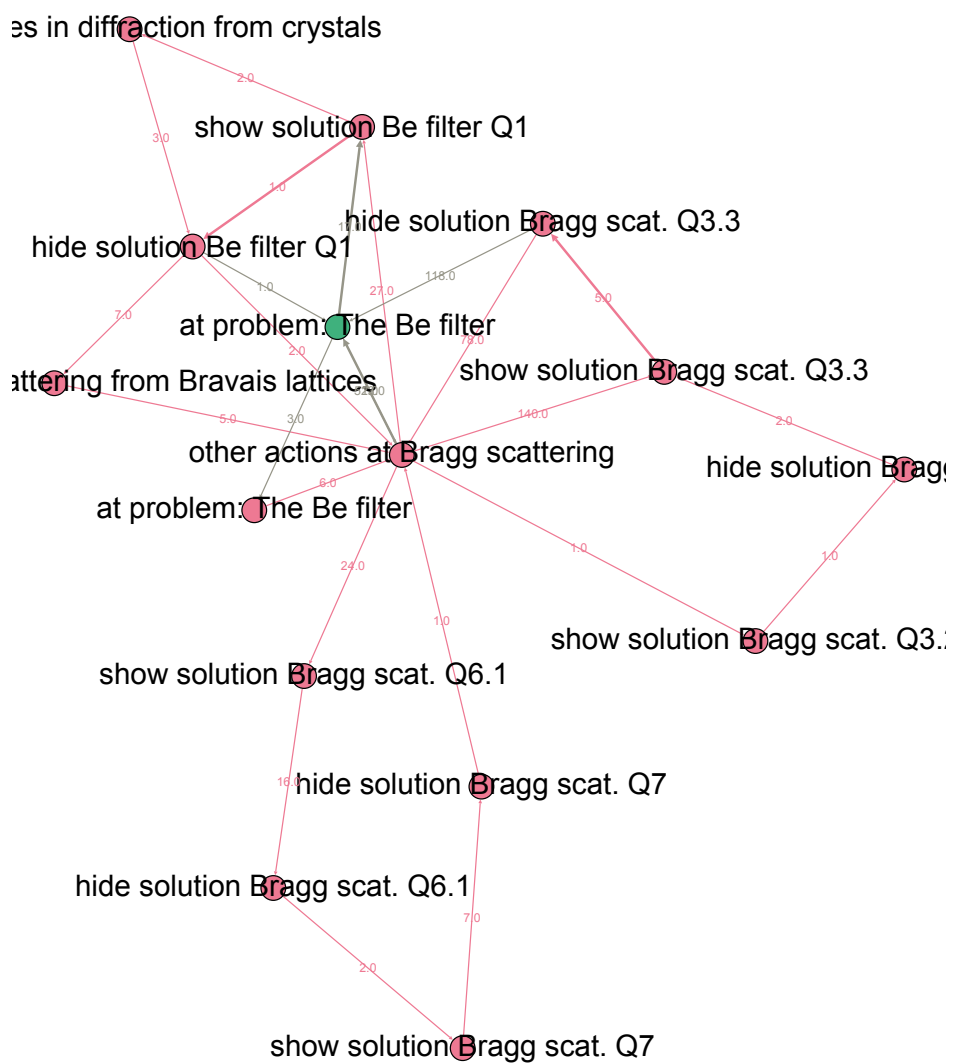 es in diffraction from crystals
2.0
show solution Be filter Q1
3.0
1.0
hide solution Bragg scat. Q3.3
hide solution Be filter Q1
118.0
1.0
27.0
5.0
7.0
at problem: The Be filter
78.0
2.0
attering from Bravais lattices
show solution Bragg scat. Q3.3
5.0
3.0
140.0
2.0
other actions at Bragg scattering
hide solution Bragg
6.0
at problem: The Be filter
1.0
1.0
24.0
1.0
show solution Bragg scat. Q3.
show solution Bragg scat. Q6.1
16.0
hide solution Bragg scat. Q7
hide solution Bragg scat. Q6.1
7.0
2.0
show solution Bragg scat. Q7